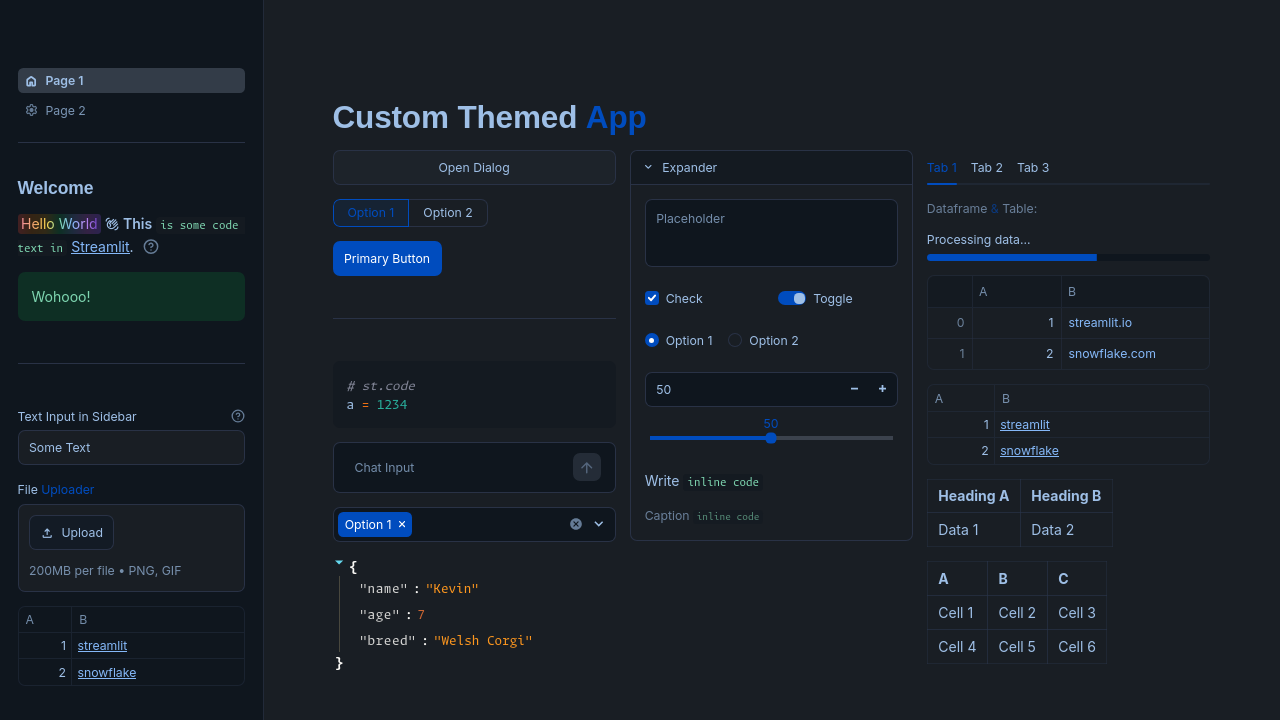 Page 1
Page 2
Welcome
Hello World 👋 This is some code
text in Streamlit.
Wohooo!
Text Input in Sidebar
Some Text
File Uploader
Upload
200MB per file • PNG, GIF
A B
1 streamlit
2 snowflake
Custom Themed App
Open Dialog
Option 1 Option 2
Primary Button
# st.code
a = 1234
Chat Input
Option 1
{
"name" : "Kevin"
"age" : 7
"breed" : "Welsh Corgi"
}
Expander
Placeholder
Check Toggle
Option 1 Option 2
50
50
Write inline code
Caption inline code
Tab 1 Tab 2 Tab 3
Dataframe & Table:
Processing data...
A B
0 1 streamlit.io
1 2 snowflake.com
A B
1 streamlit
2 snowflake
Heading A Heading B
Data 1 Data 2
A B C
Cell 1 Cell 2 Cell 3
Cell 4 Cell 5 Cell 6